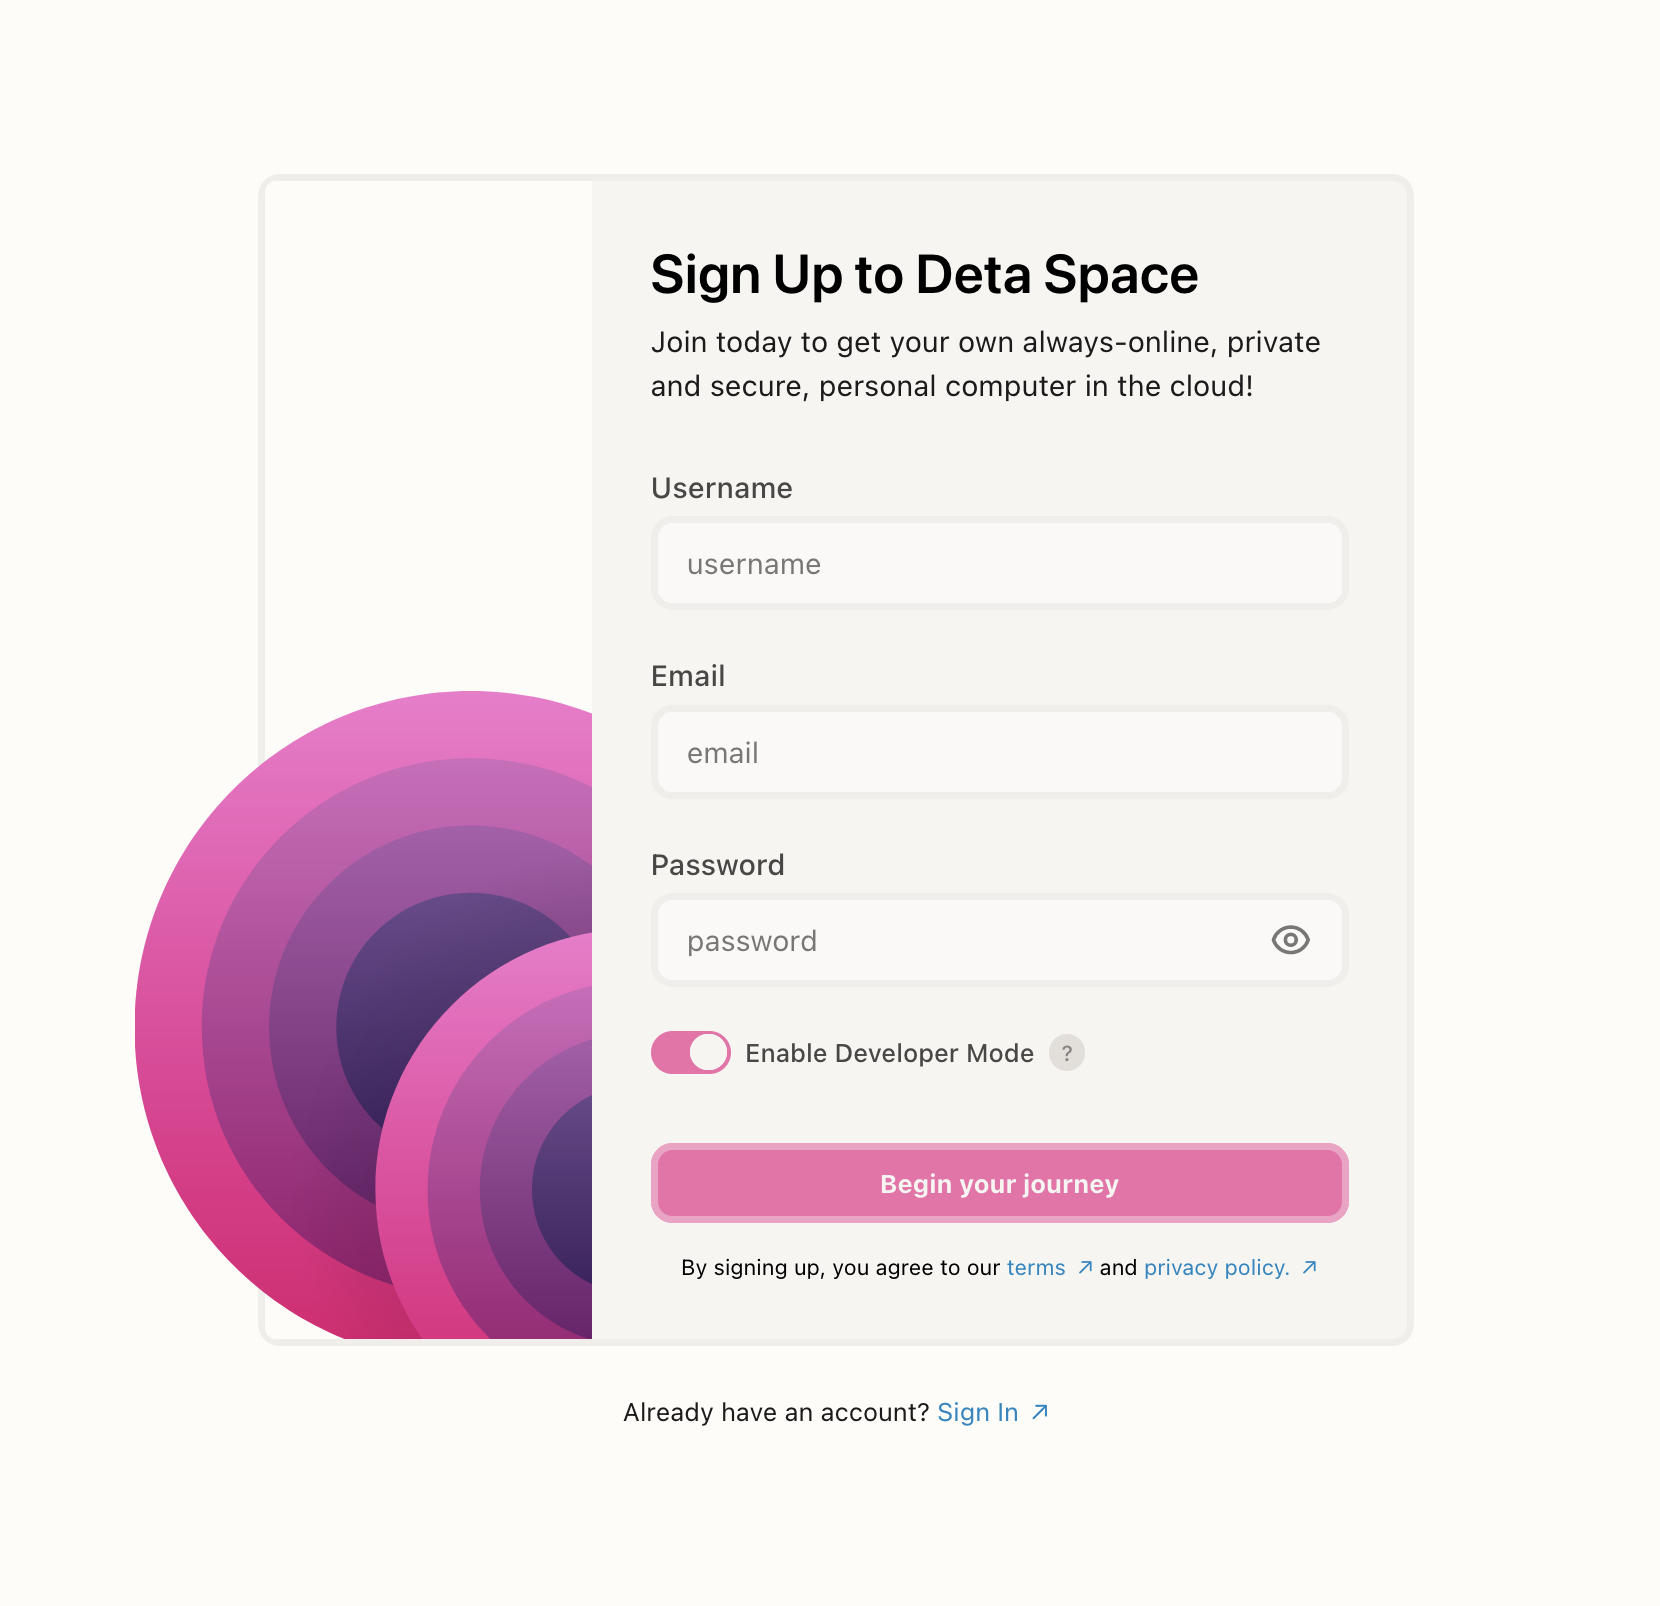 Sign Up to Deta Space
Join today to get your own always-online, private
and secure, personal computer in the cloud!
Username
username
Email
email
Password
password
Enable Developer Mode ?
Begin your journey
By signing up, you agree to our terms ↗ and privacy policy. ↗
Already have an account? Sign In ↗